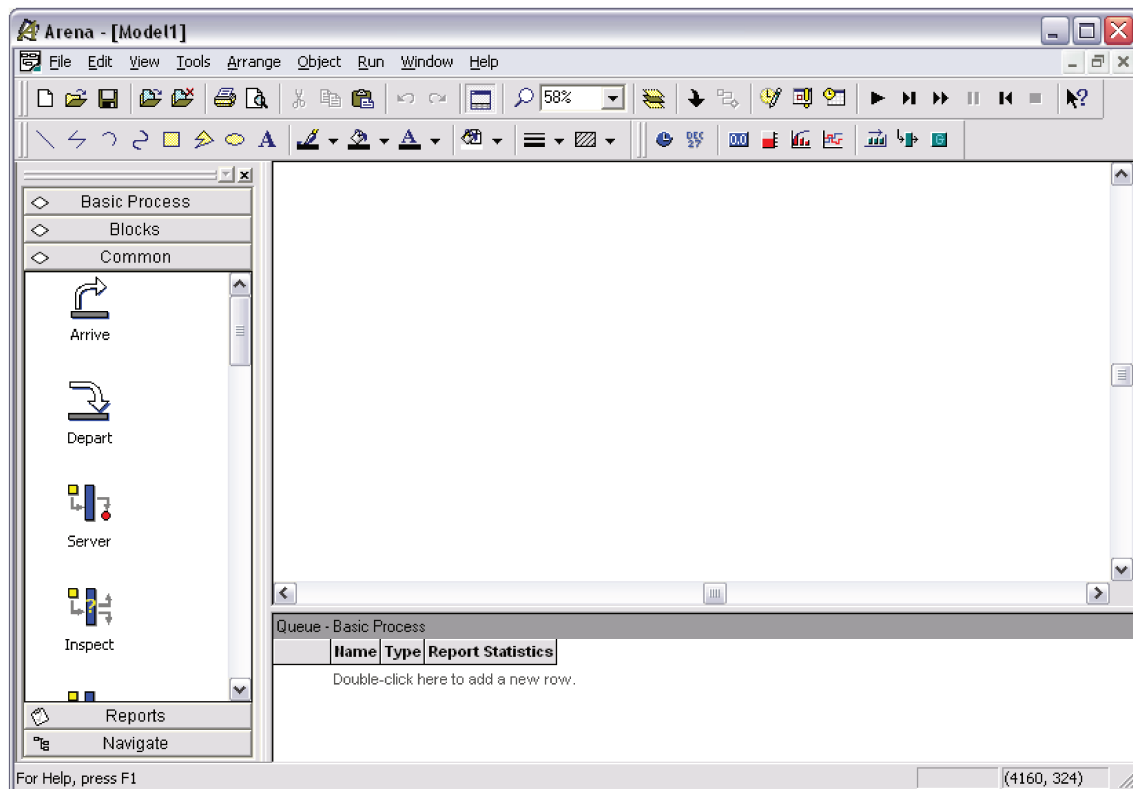 Arena - [Model1]
File Edit View Tools Arrange Object Run Window Help
58%
A A
DEC 27 0.0
Basic Process
Blocks
Common
Arrive
Depart
Server
Inspect
Reports
Navigate
Queue - Basic Process
Name Type Report Statistics
Double-click here to add a new row.
For Help, press F1 (4160, 324)